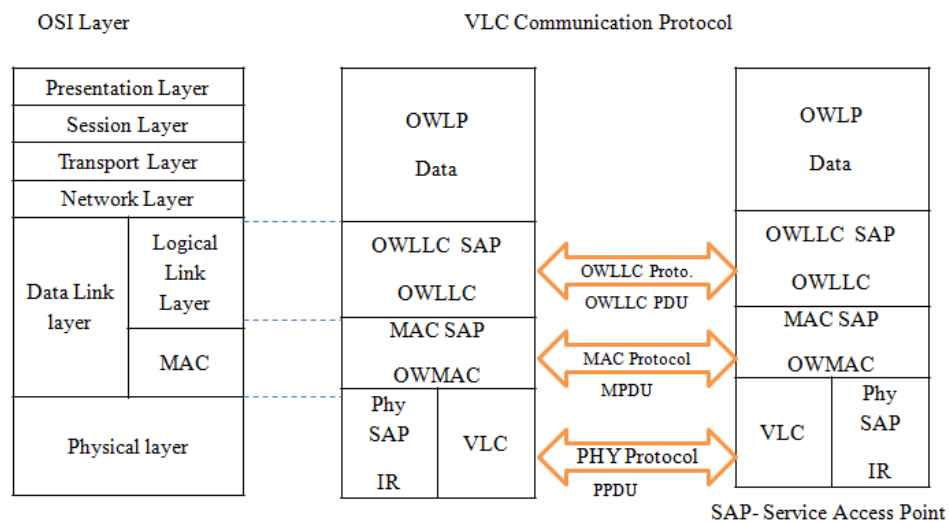 OSI Layer
VLC Communication Protocol
Presentation Layer
Session Layer
Transport Layer
Network Layer
Data Link
layer
Logical
Link
Layer
MAC
Physical layer
OWLP
Data
OWLLC SAP
OWLLC
MAC SAP
OWMAC
Phy
SAP
IR
VLC
OWLLC Proto.
OWLLC PDU
MAC Protocol
MPDU
PHY Protocol
PPDU
OWLP
Data
OWLLC SAP
OWLLC
MAC SAP
OWMAC
VLC
Phy
SAP
IR
SAP- Service Access Point